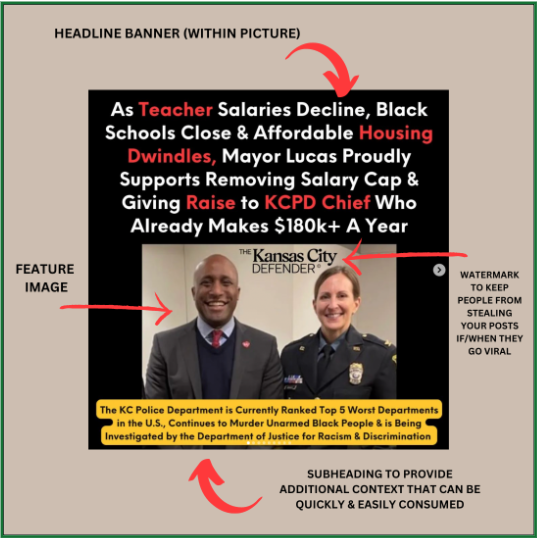 HEADLINE BANNER (WITHIN PICTURE)
As Teacher Salaries Decline, Black
Schools Close & Affordable Housing
Dwindles, Mayor Lucas Proudly
Supports Removing Salary Cap &
Giving Raise to KCPD Chief Who
Already Makes $180k+ A Year
THE Kansas City
DEFENDER®
FEATURE
IMAGE
WATERMARK
TO KEEP
PEOPLE FROM
STEALING
YOUR POSTS
IF/WHEN THEY
GO VIRAL
The KC Police Department is Currently Ranked Top 5 Worst Departments
in the U.S., Continues to Murder Unarmed Black People & is Being
Investigated by the Department of Justice for Racism & Discrimination
SUBHEADING TO PROVIDE
ADDITIONAL CONTEXT THAT CAN BE
QUICKLY & EASILY CONSUMED